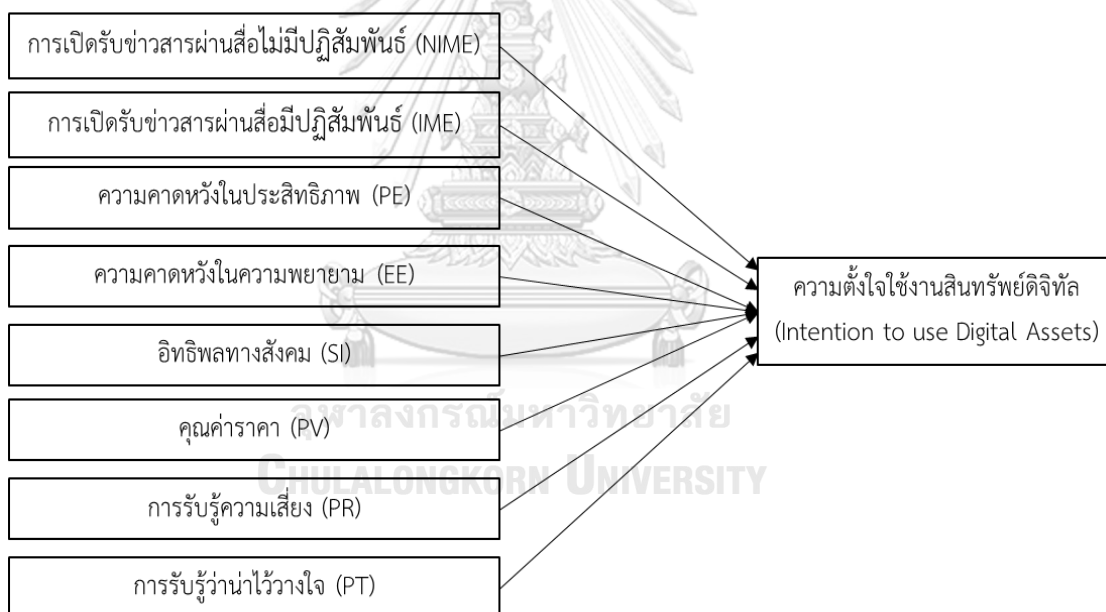 การเปิดรับข่าวสารผ่านสื่อไม่มีปฏิสัมพันธ์ (NIME)
การเปิดรับข่าวสารผ่านสื่อมีปฏิสัมพันธ์ (IME)
ความคาดหวังในประสิทธิภาพ (PE)
ความคาดหวังในความพยายาม (EE)
อิทธิพลทางสังคม (SI)
คุณค่าราคา (PV)
การรับรู้ความเสี่ยง (PR)
การรับรู้ว่าน่าไว้วางใจ (PT)
ความตั้งใจใช้งานสินทรัพย์ดิจิทัล
(Intention to use Digital Assets)
จุฬาลงกรณ์มหาวิทยาลัย
CHULALONGKORN UNIVERSITY